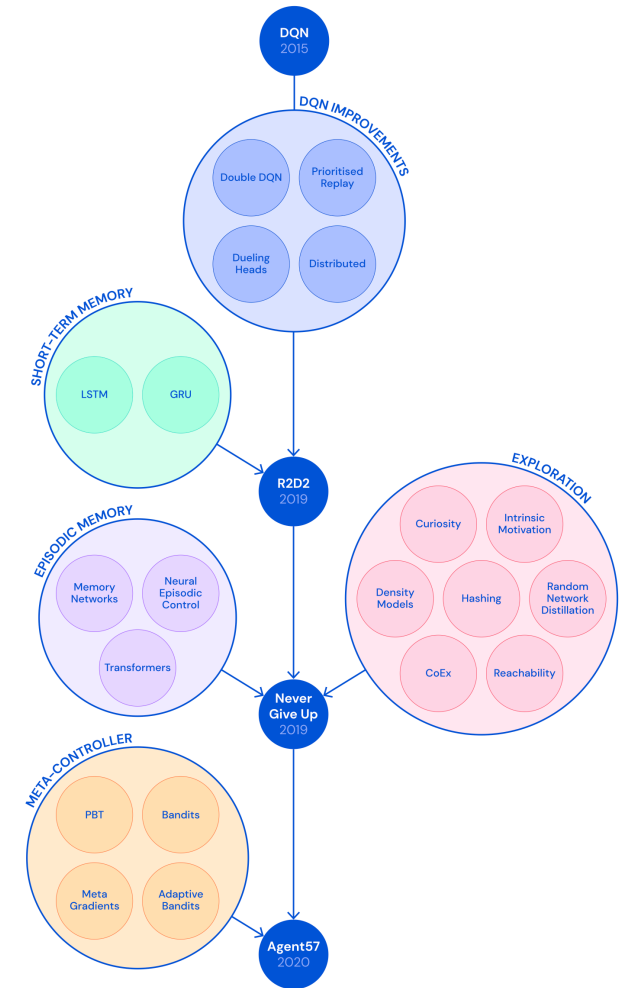 DQN
2015
DQN IMPROVEMENTS
Double DQN
Prioritised
Replay
Dueling
Heads
Distributed
SHORT-TERM MEMORY
LSTM
GRU
R2D2
2019
EXPLORATION
Curiosity
Intrinsic
Motivation
Density
Models
Hashing
Random
Network
Distillation
CoEx
Reachability
EPISODIC MEMORY
Memory
Networks
Neural
Episodic
Control
Transformers
Never
Give Up
2019
META-CONTROLLER
PBT
Bandits
Meta
Gradients
Adaptive
Bandits
Agent57
2020